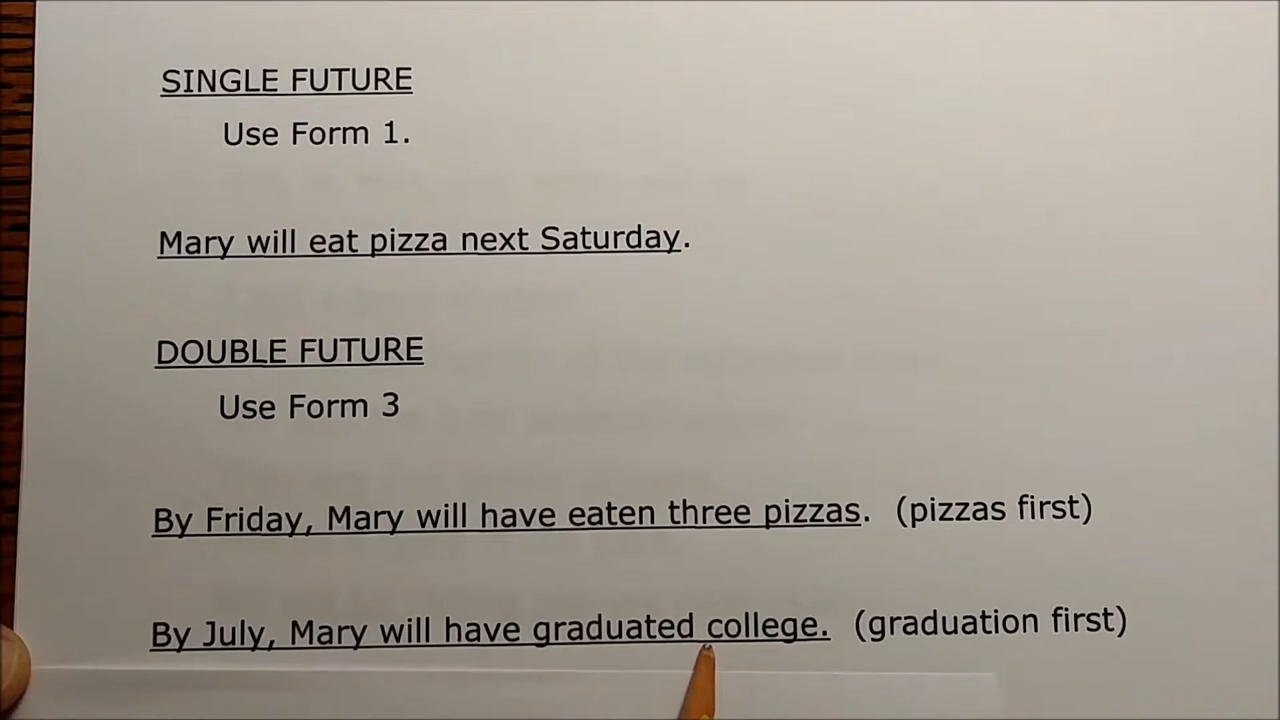 SINGLE FUTURE
Use Form 1.
Mary will eat pizza next Saturday.
DOUBLE FUTURE
Use Form 3
By Friday, Mary will have eaten three pizzas. (pizzas first)
By July, Mary will have graduated college. (graduation first)